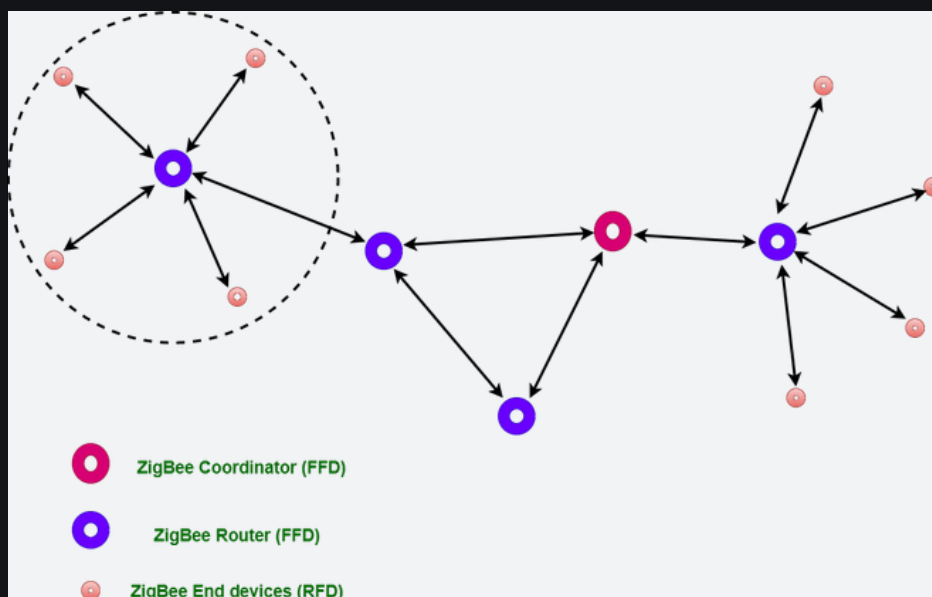 ZigBee Coordinator (FFD)
ZigBee Router (FFD)
ZigBee End devices (RFD)